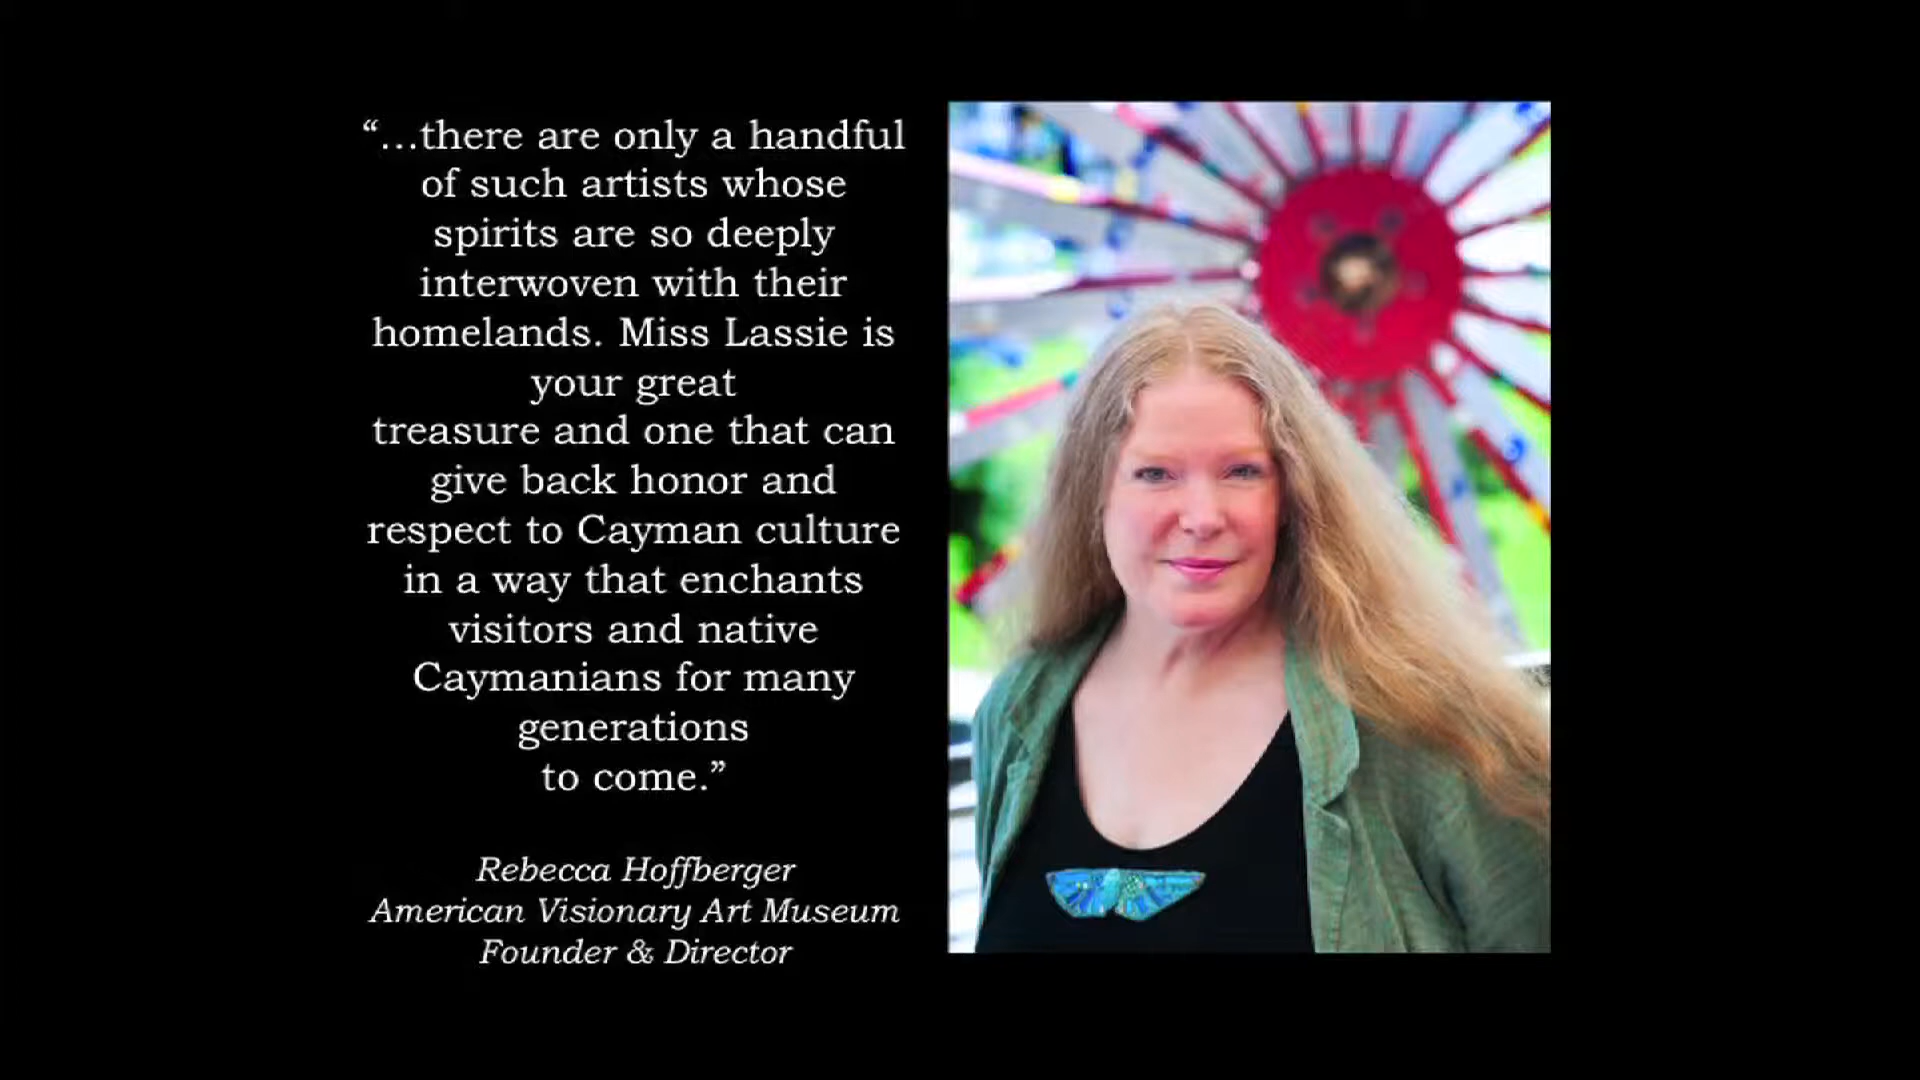 “...there are only a handful
of such artists whose
spirits are so deeply
interwoven with their
homelands. Miss Lassie is
your great
treasure and one that can
give back honor and
respect to Cayman culture
in a way that enchants
visitors and native
Caymanians for many
generations
to come.”
Rebecca Hoffberger
American Visionary Art Museum
Founder & Director